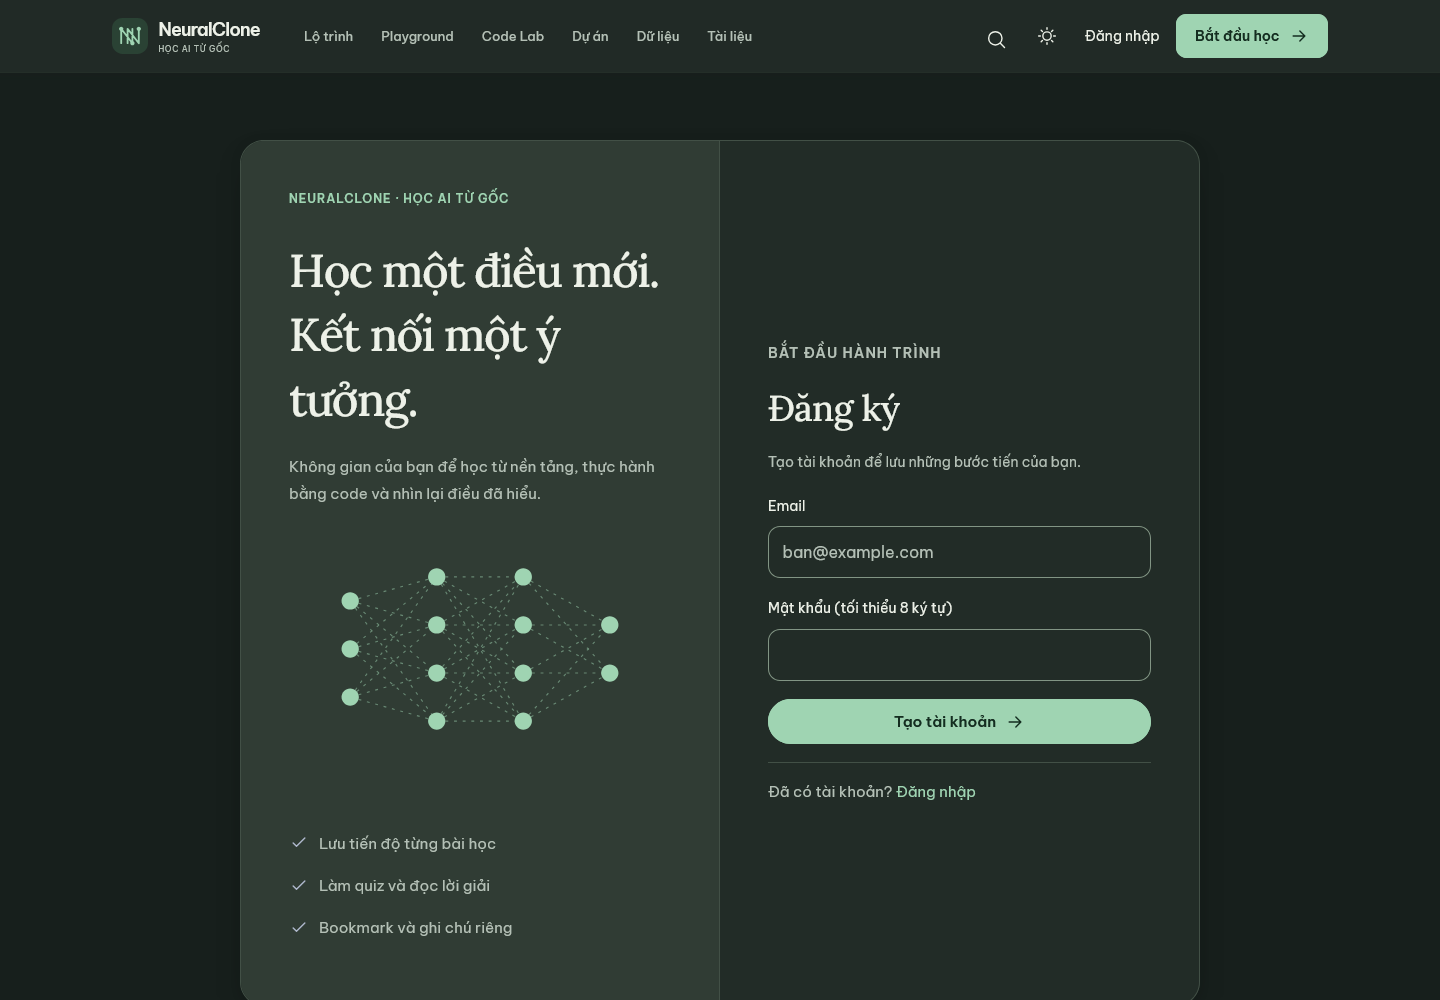 NeuralClone
HỌC AI TỪ GỐC
Lộ trình
Playground
Code Lab
Dự án
Dữ liệu
Tài liệu
Đăng nhập
Bắt đầu học
NEURALCLONE · HỌC AI TỪ GỐC
Học một điều mới.
Kết nối một ý
tưởng.
Không gian của bạn để học từ nền tảng, thực hành
bằng code và nhìn lại điều đã hiểu.
Lưu tiến độ từng bài học
Làm quiz và đọc lời giải
Bookmark và ghi chú riêng
BẮT ĐẦU HÀNH TRÌNH
Đăng ký
Tạo tài khoản để lưu những bước tiến của bạn.
Email
ban@example.com
Mật khẩu (tối thiểu 8 ký tự)
Tạo tài khoản
Đã có tài khoản? Đăng nhập